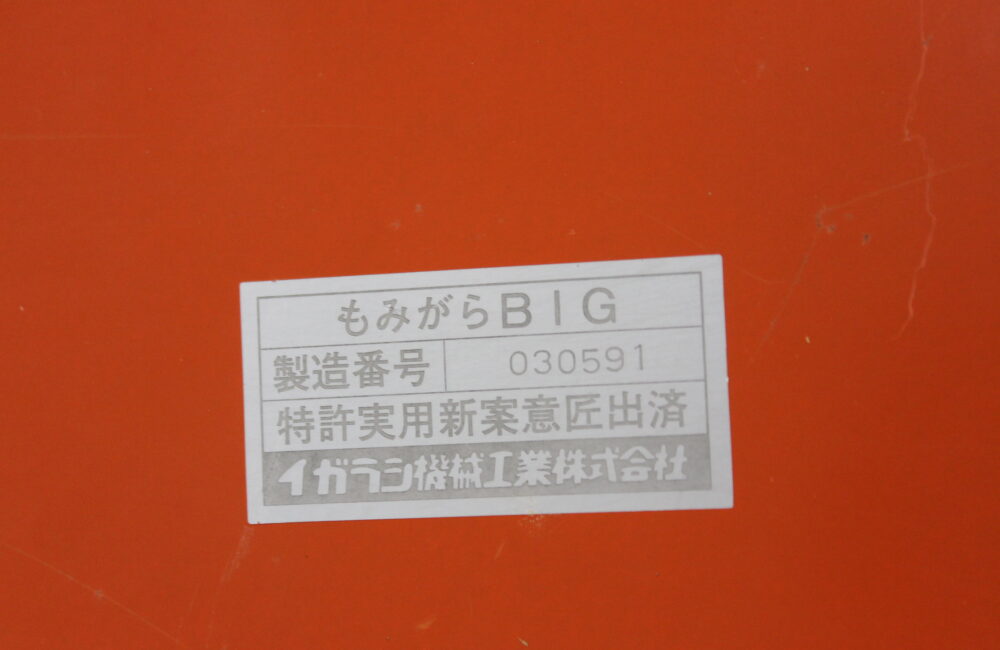 もみがらBIG
製造番号 030591
特許実用新案意匠出済
イガラシ機械工業株式会社